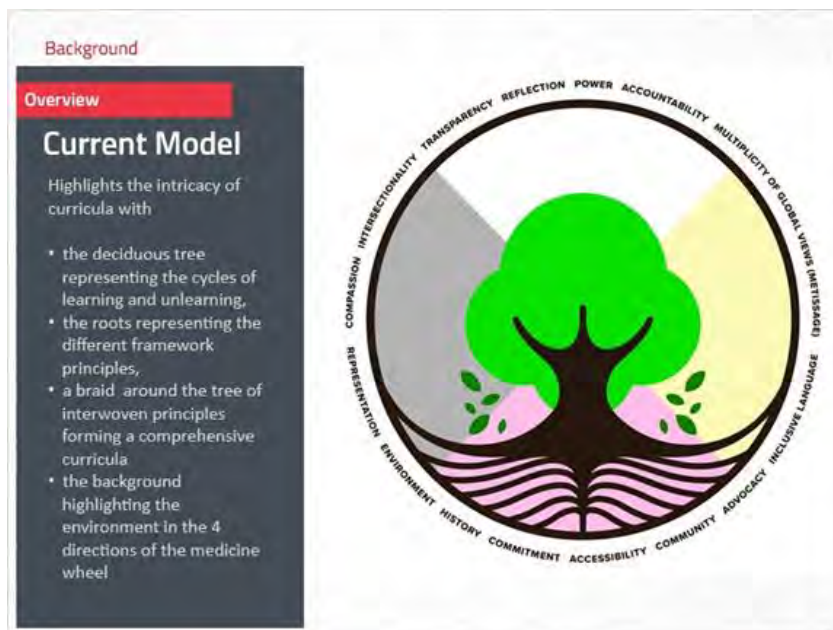 Background
Overview
Current Model
Highlights the intricacy of
curricula with
• the deciduous tree
representing the cycles of
learning and unlearning,
• the roots representing the
different framework
principles,
• a braid around the tree of
interwoven principles
forming a comprehensive
curricula
• the background
highlighting the
environment in the 4
directions of the medicine
wheel
COMPASSION INTERSECTIONALITY TRANSPARENCY REFLECTION POWER ACCOUNTABILITY MULTIPLICITY OF GLOBAL VIEWS (METISSAGE)
REPRESENTATION ENVIRONMENT HISTORY COMMITMENT ACCESSIBILITY COMMUNITY ADVOCACY INCLUSIVE LANGUAGE